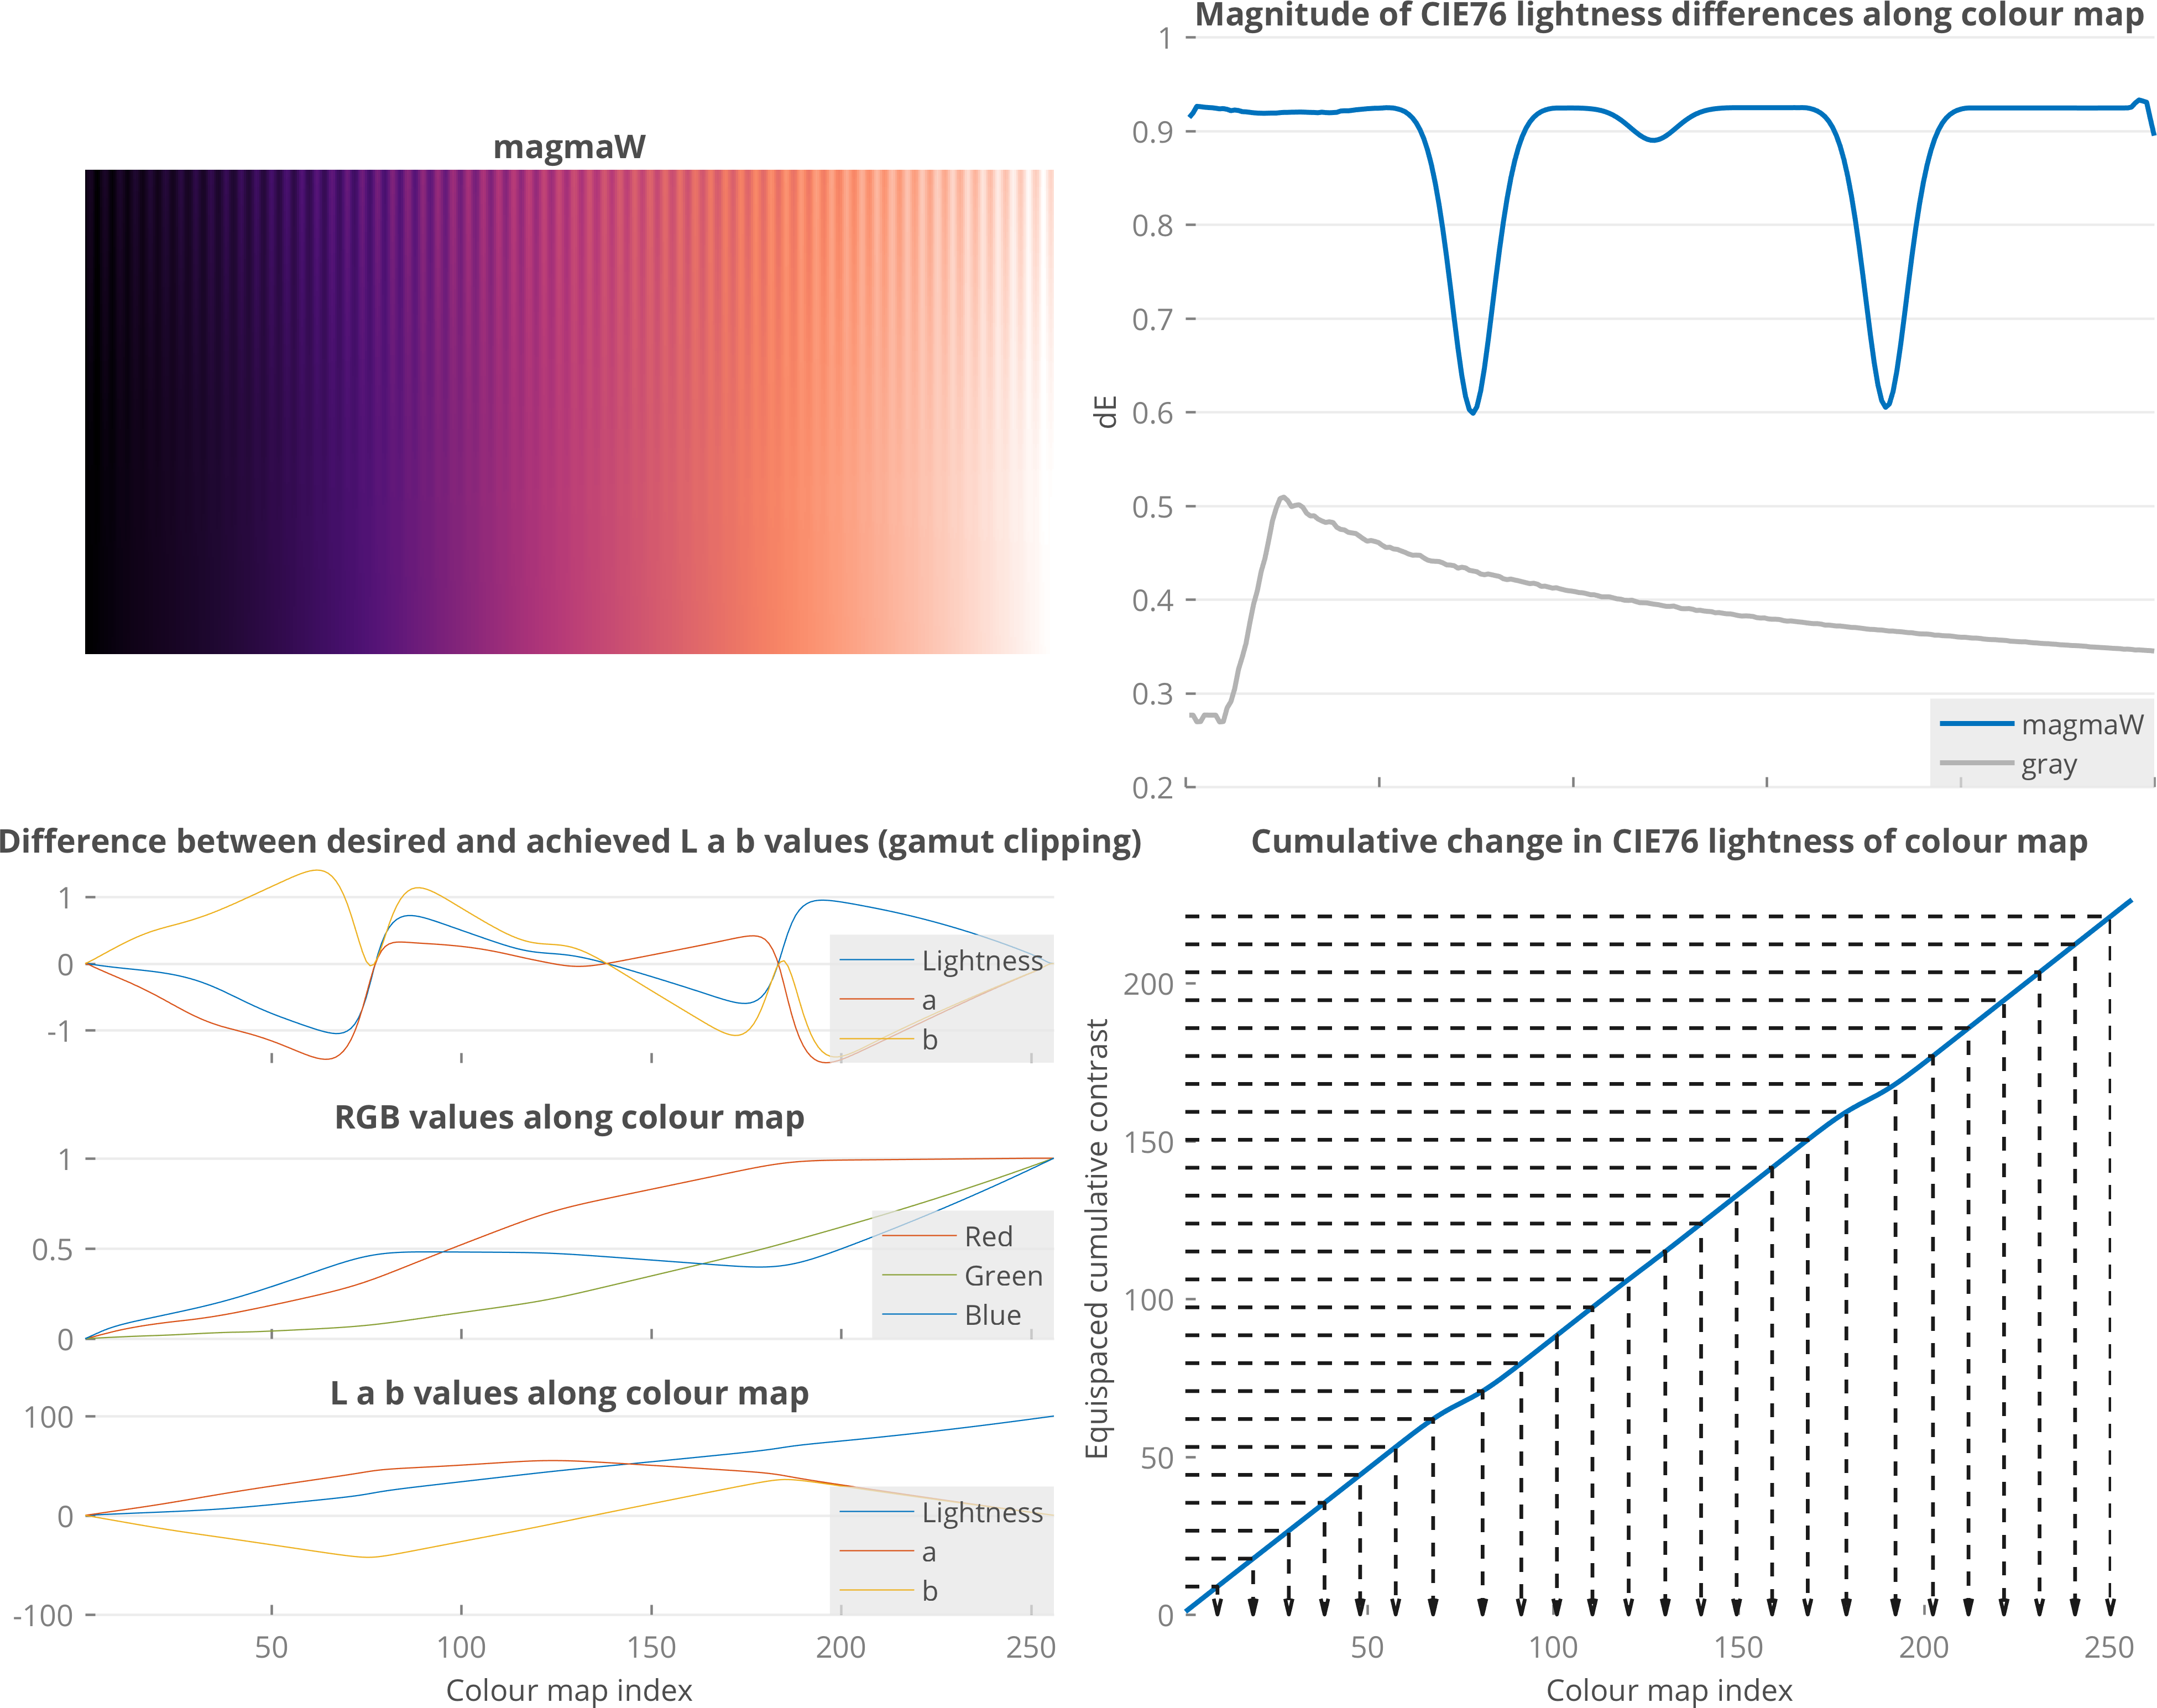 magmaW
Magnitude of CIE76 lightness differences along colour map
1
0.9
0.8
0.7
0.6
0.5
0.4
0.3
0.2
dE
magmaW
gray
Difference between desired and achieved L a b values (gamut clipping)
1
0
-1
Lightness
a
b
RGB values along colour map
1
0.5
0
Red
Green
Blue
L a b values along colour map
100
0
-100
Lightness
a
b
50 100 150 200 250
Colour map index
Cumulative change in CIE76 lightness of colour map
200
150
100
50
0
Equispaced cumulative contrast
50 100 150 200 250
Colour map index